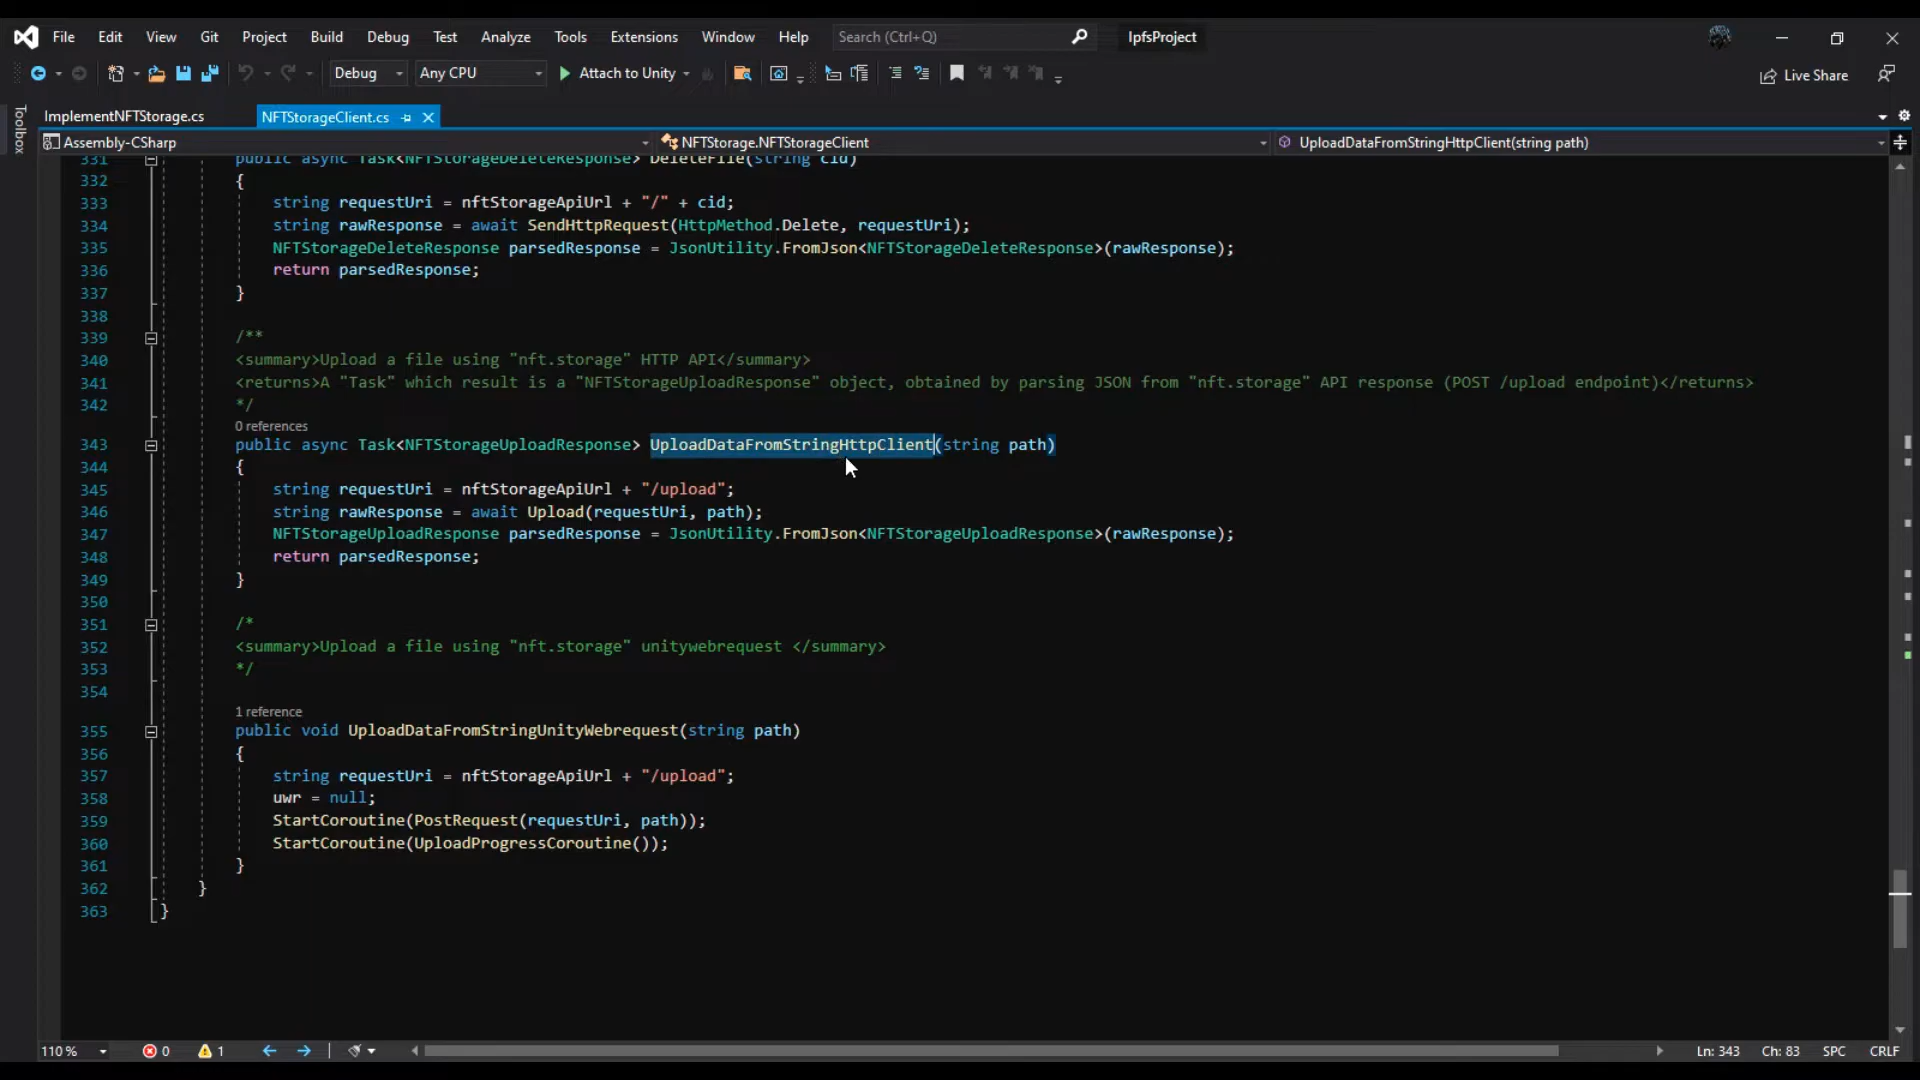 File Edit View Git Project Build Debug Test Analyze Tools Extensions Window Help Search (Ctrl+Q) IpfsProject
Debug Any CPU Attach to Unity Live Share
Toolbox
ImplementNFTStorage.cs NFTStorageClient.cs
Assembly-CSharp NFTStorage.NFTStorageClient UploadDataFromStringHttpClient(string path)
331 public async Task<NFTStorageDeleteResponse> DeleteFile(string cid)
332 {
333 string requestUri = nftStorageApiUrl + "/" + cid;
334 string rawResponse = await SendHttpRequest(HttpMethod.Delete, requestUri);
335 NFTStorageDeleteResponse parsedResponse = JsonUtility.FromJson<NFTStorageDeleteResponse>(rawResponse);
336 return parsedResponse;
337 }
338
339 /**
340 <summary>Upload a file using "nft.storage" HTTP API</summary>
341 <returns>A "Task" which result is a "NFTStorageUploadResponse" object, obtained by parsing JSON from "nft.storage" API response (POST /upload endpoint)</returns>
342 */
0 references
343 public async Task<NFTStorageUploadResponse> UploadDataFromStringHttpClient(string path)
344 {
345 string requestUri = nftStorageApiUrl + "/upload";
346 string rawResponse = await Upload(requestUri, path);
347 NFTStorageUploadResponse parsedResponse = JsonUtility.FromJson<NFTStorageUploadResponse>(rawResponse);
348 return parsedResponse;
349 }
350
351 /*
352 <summary>Upload a file using "nft.storage" unitywebrequest </summary>
353 */
354
1 reference
355 public void UploadDataFromStringUnityWebrequest(string path)
356 {
357 string requestUri = nftStorageApiUrl + "/upload";
358 uwr = null;
359 StartCoroutine(PostRequest(requestUri, path));
360 StartCoroutine(UploadProgressCoroutine());
361 }
362 }
363 }
110 % 0 1 Ln: 343 Ch: 83 SPC CRLF